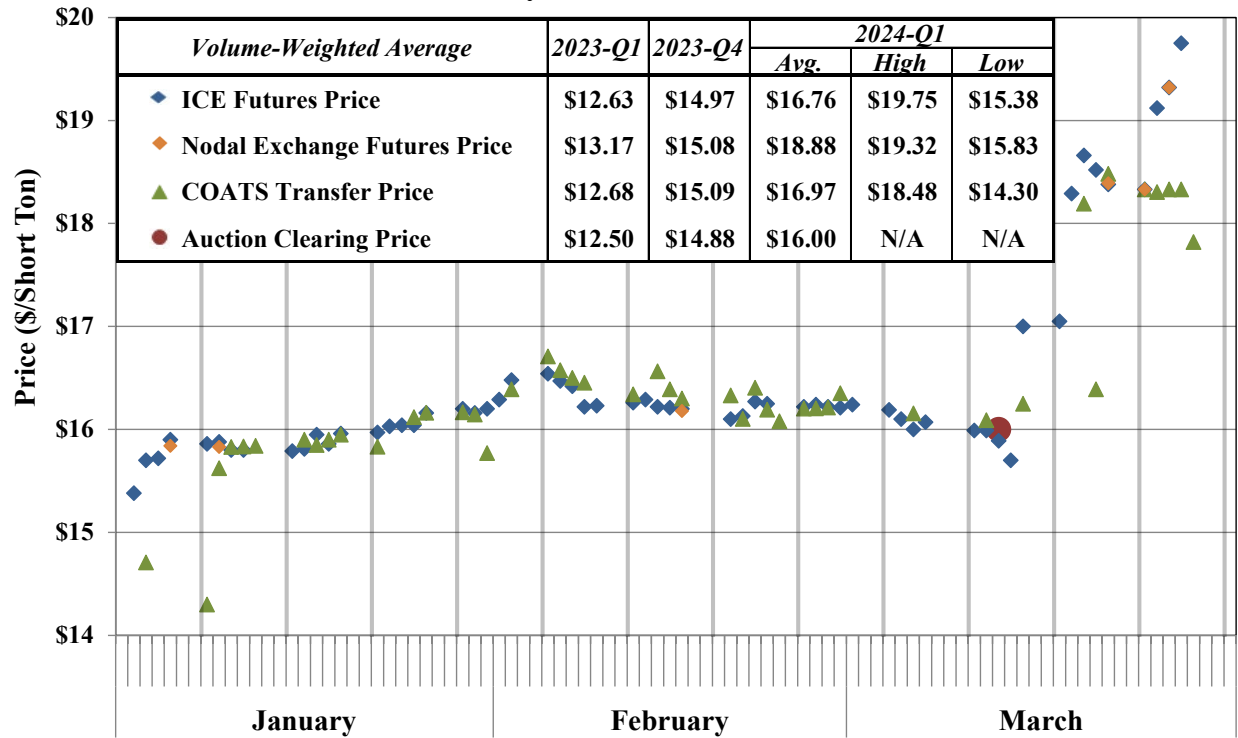 Price ($/Short Ton)
$20
$19
$18
$17
$16
$15
$14
Volume-Weighted Average 2023-Q1 2023-Q4 2024-Q1
Avg. High Low
ICE Futures Price $12.63 $14.97 $16.76 $19.75 $15.38
Nodal Exchange Futures Price $13.17 $15.08 $18.88 $19.32 $15.83
COATS Transfer Price $12.68 $15.09 $16.97 $18.48 $14.30
Auction Clearing Price $12.50 $14.88 $16.00 N/A N/A
January February March